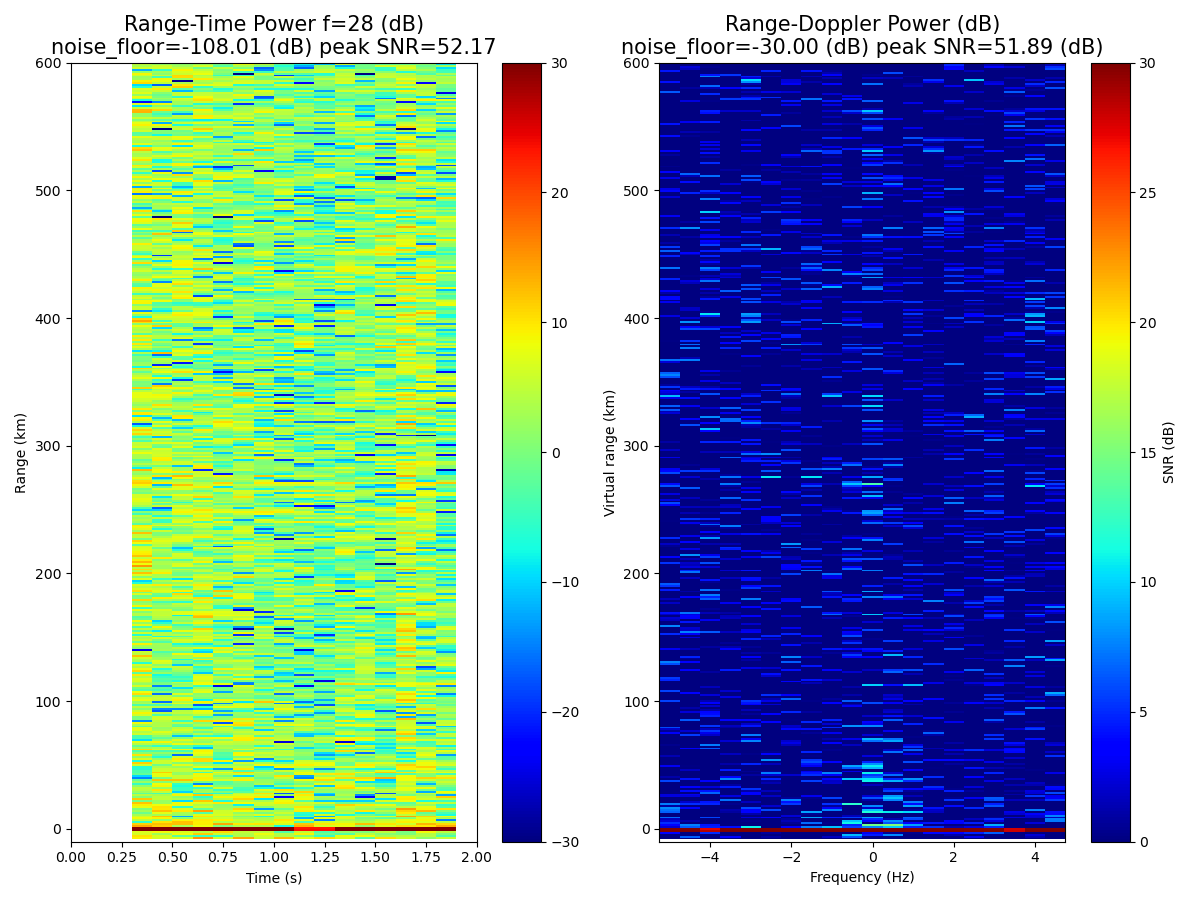 Range-Time Power f=28 (dB)
noise_floor=-108.01 (dB) peak SNR=52.17
Range-Doppler Power (dB)
noise_floor=-30.00 (dB) peak SNR=51.89 (dB)
600
500
400
300
200
100
0
Range (km)
0.00 0.25 0.50 0.75 1.00 1.25 1.50 1.75 2.00
Time (s)
30
20
10
0
−10
−20
−30
600
500
400
300
200
100
0
Virtual range (km)
−4 −2 0 2 4
Frequency (Hz)
30
25
20
15
10
5
0
SNR (dB)